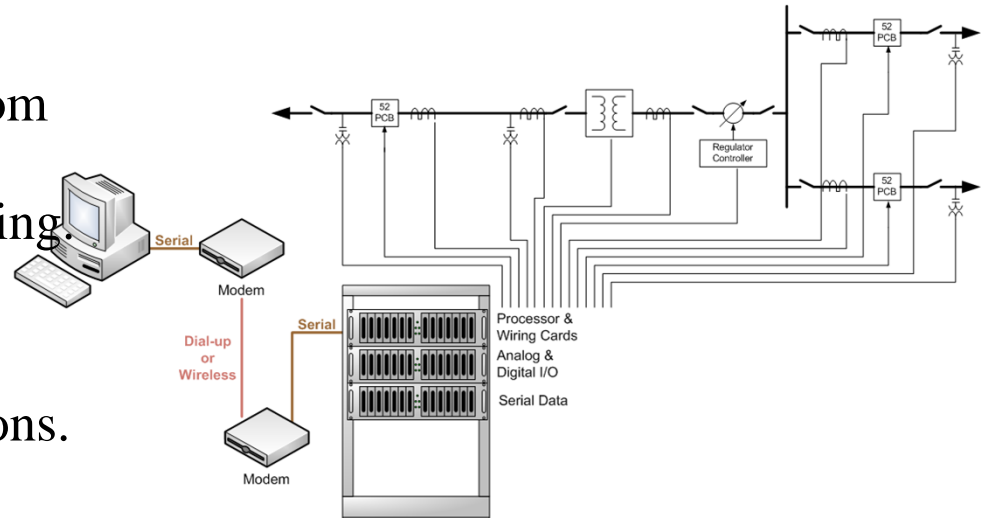 om
ing.
ons.
52
PCB
52
PCB
Regulator
Controller
52
PCB
Serial
Modem
Dial-up
or
Wireless
Serial
Modem
Processor &
Wiring Cards
Analog &
Digital I/O
Serial Data